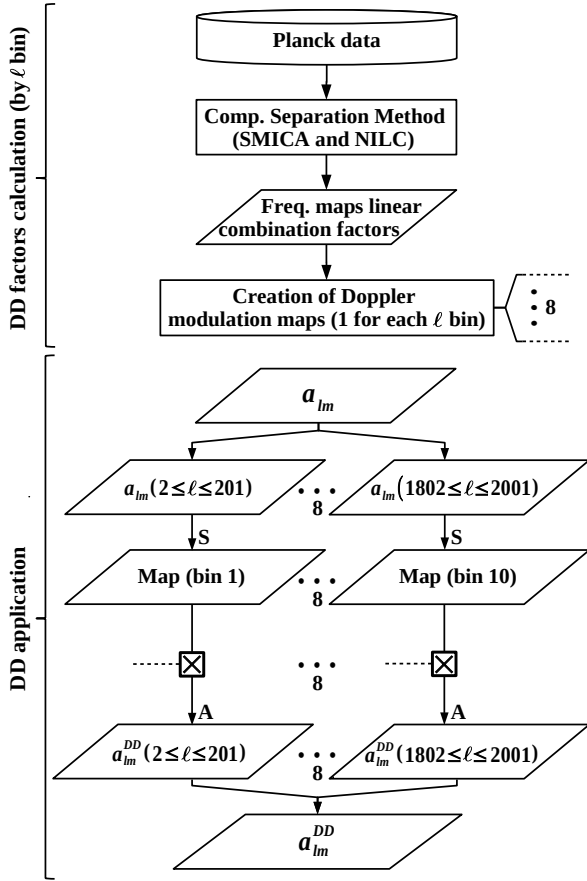 DD factors calculation (by ℓ bin)
Planck data
Comp. Separation Method
(SMICA and NILC)
Freq. maps linear
combination factors
Creation of Doppler
modulation maps (1 for each ℓ bin)
8
DD application
a_lm
a_lm(2≤ℓ≤201)
8
a_lm(1802≤ℓ≤2001)
S
S
Map (bin 1)
8
Map (bin 10)
8
A
A
a_lm^DD(2≤ℓ≤201)
8
a_lm^DD(1802≤ℓ≤2001)
a_lm^DD